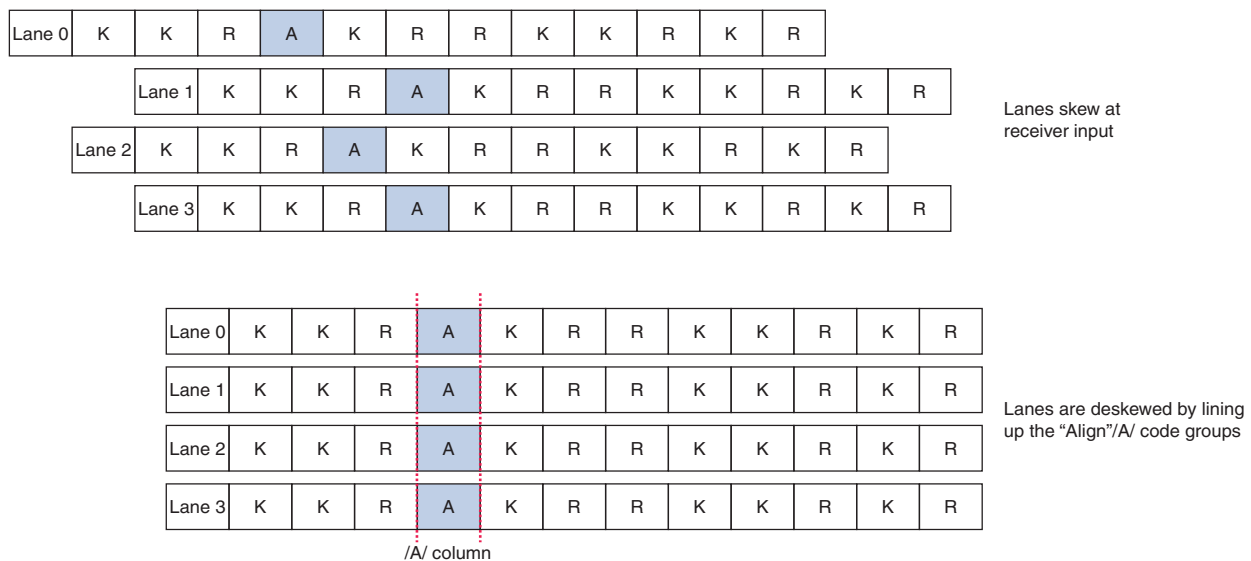 Lane 0 K K R A K R R K K R K R
Lane 1 K K R A K R R K K R K R
Lanes skew at
receiver input
Lane 2 K K R A K R R K K R K R
Lane 3 K K R A K R R K K R K R
Lane 0 K K R A K R R K K R K R
Lane 1 K K R A K R R K K R K R
Lanes are deskewed by lining
up the “Align”/A/ code groups
Lane 2 K K R A K R R K K R K R
Lane 3 K K R A K R R K K R K R
/A/ column